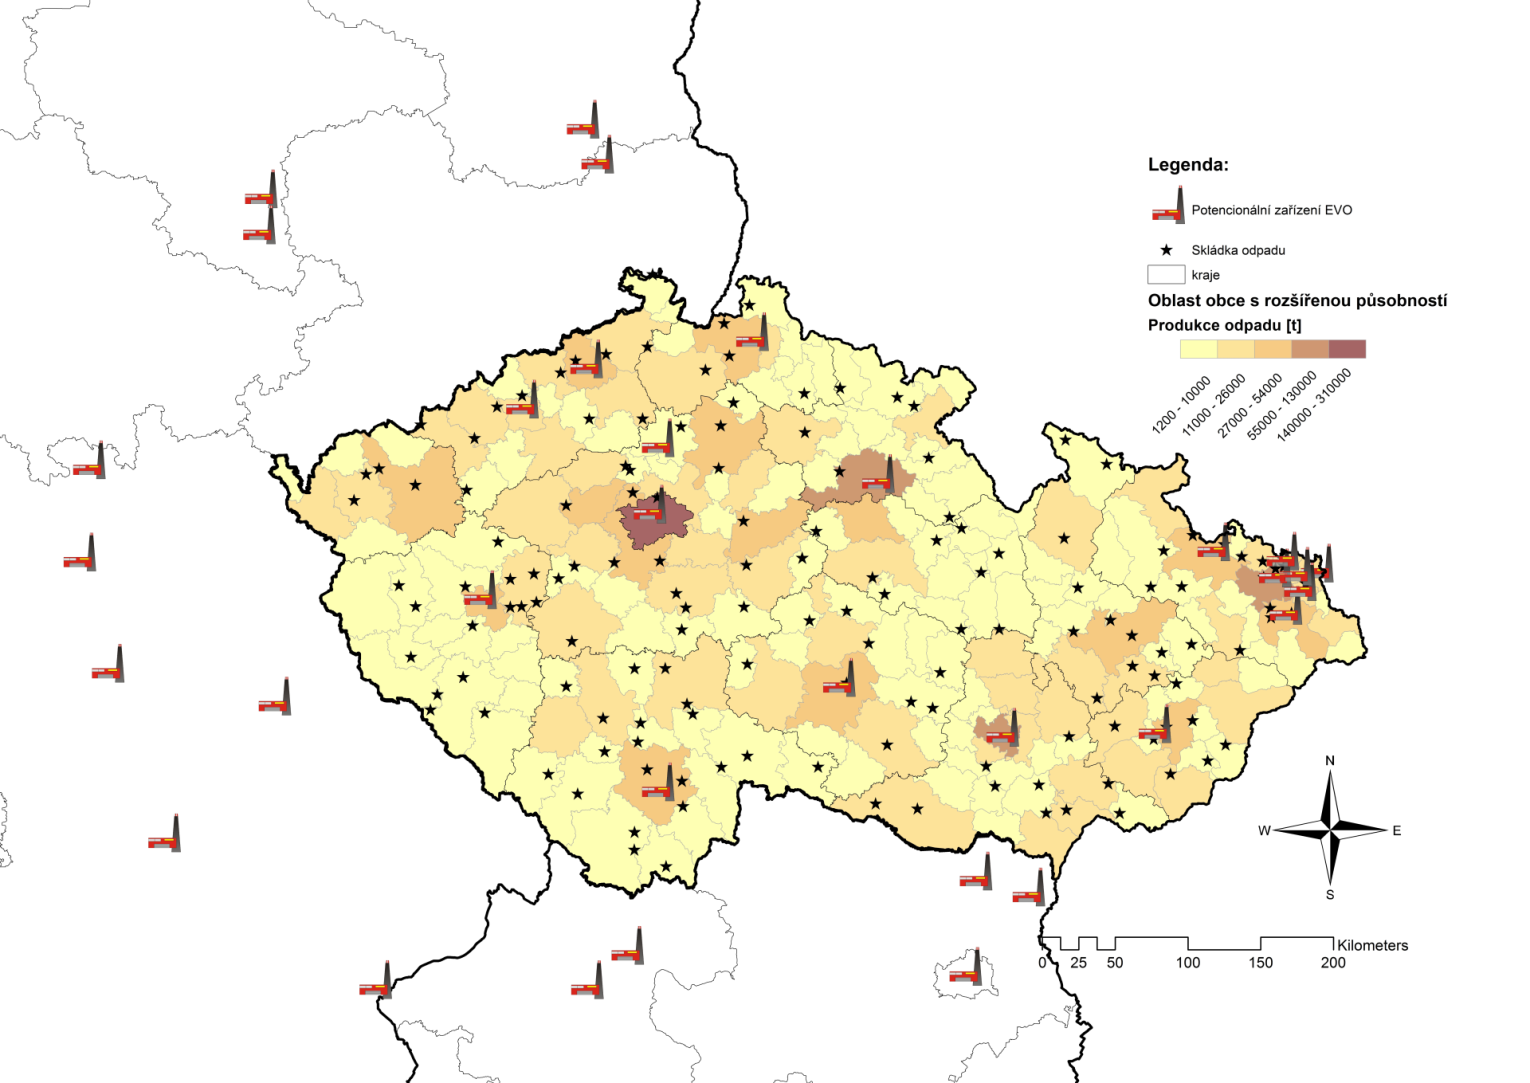 Legenda:
Potencionální zařízení EVO
Skládka odpadu
kraje
Oblast obce s rozšířenou působností
Produkce odpadu [t]
1200 - 10000
11000 - 26000
27000 - 54000
55000 - 130000
140000 - 310000
N
W E
S
Kilometers
0 25 50 100 150 200